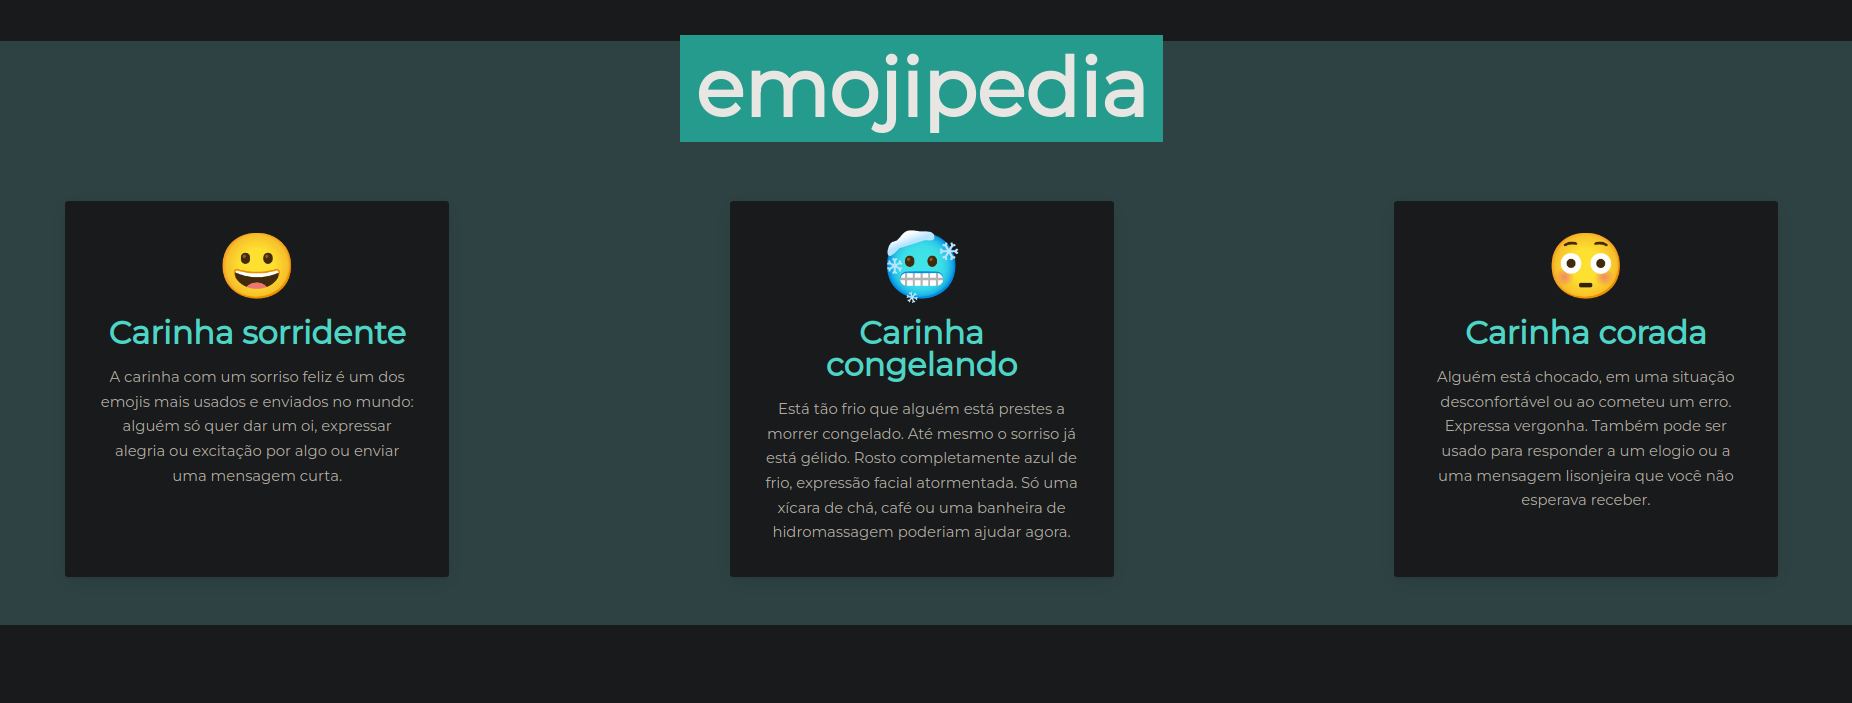 emojipedia
Carinha sorridente
A carinha com um sorriso feliz é um dos
emojis mais usados e enviados no mundo:
alguém só quer dar um oi, expressar
alegria ou excitação por algo ou enviar
uma mensagem curta.
Carinha
congelando
Está tão frio que alguém está prestes a
morrer congelado. Até mesmo o sorriso já
está gélido. Rosto completamente azul de
frio, expressão facial atormentada. Só uma
xícara de chá, café ou uma banheira de
hidromassagem poderiam ajudar agora.
Carinha corada
Alguém está chocado, em uma situação
desconfortável ou ao cometeu um erro.
Expressa vergonha. Também pode ser
usado para responder a um elogio ou a
uma mensagem lisonjeira que você não
esperava receber.